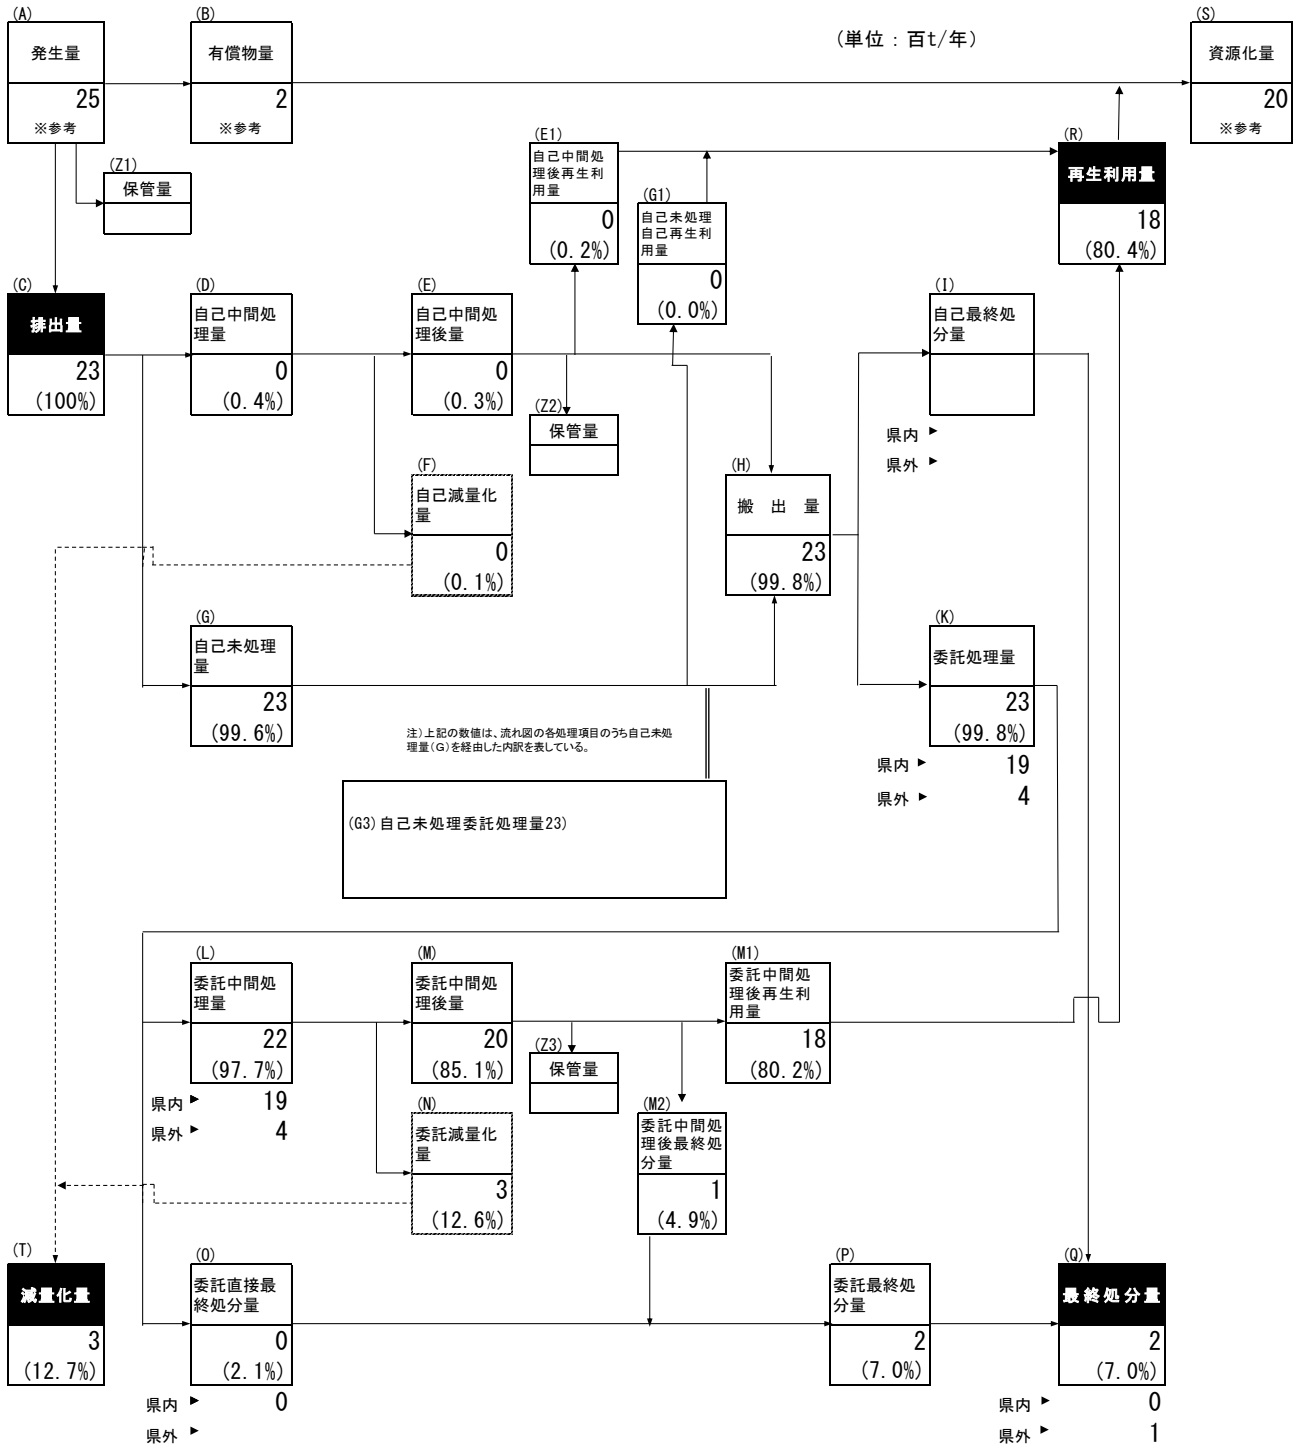 (A)
発生量
25
※参考
(B)
有償物量
2
※参考
(単位：百t/年)
(S)
資源化量
20
※参考
(Z1)
保管量
(E1)
自己中間処
理後再生利
用量
0
(0.2%)
(G1)
自己未処理
自己再生利
用量
0
(0.0%)
(R)
再生利用量
18
(80.4%)
(C)
排出量
23
(100%)
(D)
自己中間処
理量
0
(0.4%)
(E)
自己中間処
理後量
0
(0.3%)
(Z2)
保管量
(I)
自己最終処
分量
県内 ►
県外 ►
(F)
自己減量化
量
0
(0.1%)
(H)
搬 出 量
23
(99.8%)
(G)
自己未処理
量
23
(99.6%)
(K)
委託処理量
23
(99.8%)
県内 ► 19
県外 ► 4
注)上記の数値は、流れ図の各処理項目のうち自己未処
理量(G)を経由した内訳を表している。
(G3)自己未処理委託処理量23)
(L)
委託中間処
理量
22
(97.7%)
県内 ► 19
県外 ► 4
(M)
委託中間処
理後量
20
(85.1%)
(Z3)
保管量
(M1)
委託中間処
理後再生利
用量
18
(80.2%)
(N)
委託減量化
量
3
(12.6%)
(M2)
委託中間処
理後最終処
分量
1
(4.9%)
(T)
減量化量
3
(12.7%)
(O)
委託直接最
終処分量
0
(2.1%)
県内 ► 0
県外 ►
(P)
委託最終処
分量
2
(7.0%)
(Q)
最終処分量
2
(7.0%)
県内 ► 0
県外 ► 1